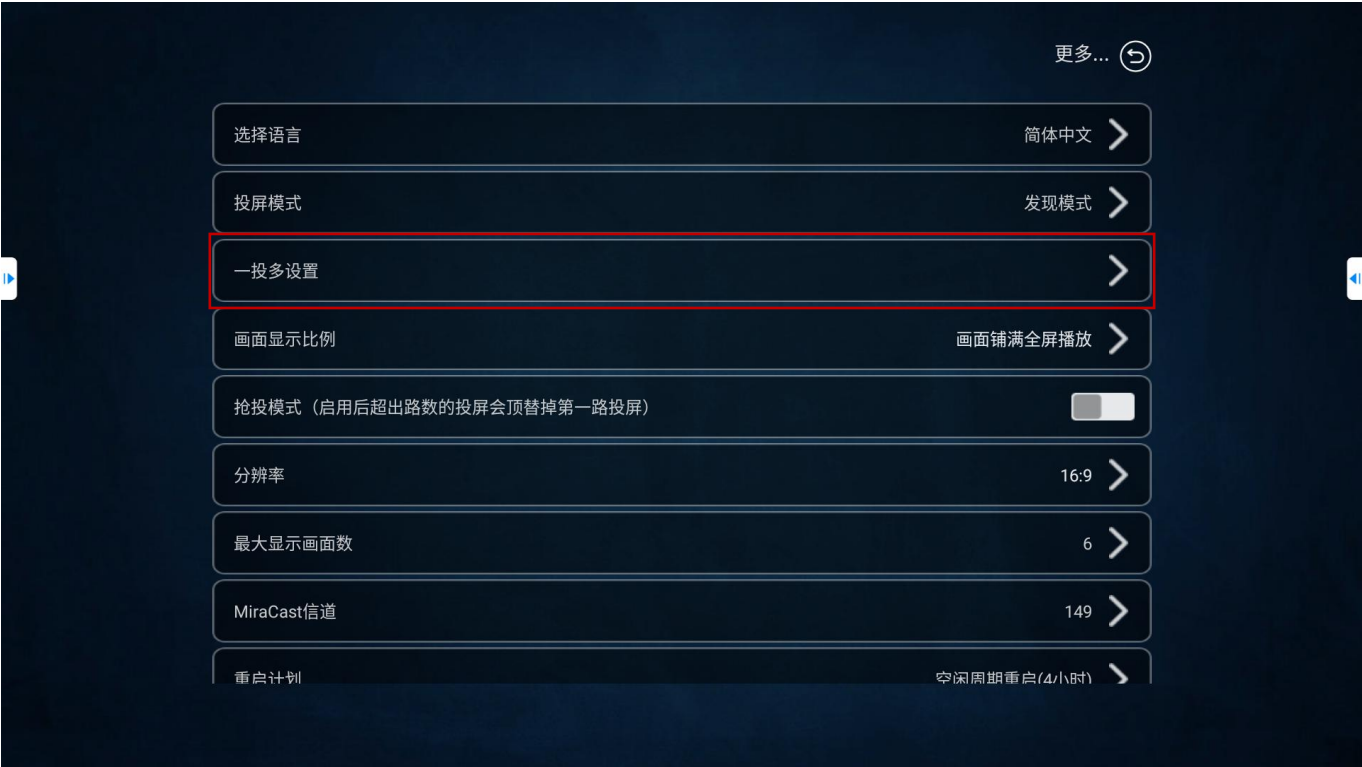 更多...
选择语言 简体中文
投屏模式 发现模式
一投多设置
画面显示比例 画面铺满全屏播放
抢投模式（启用后超出路数的投屏会顶替掉第一路投屏）
分辨率 16:9
最大显示画面数 6
MiraCast信道 149
重启计划 空闲周期重启(4小时)